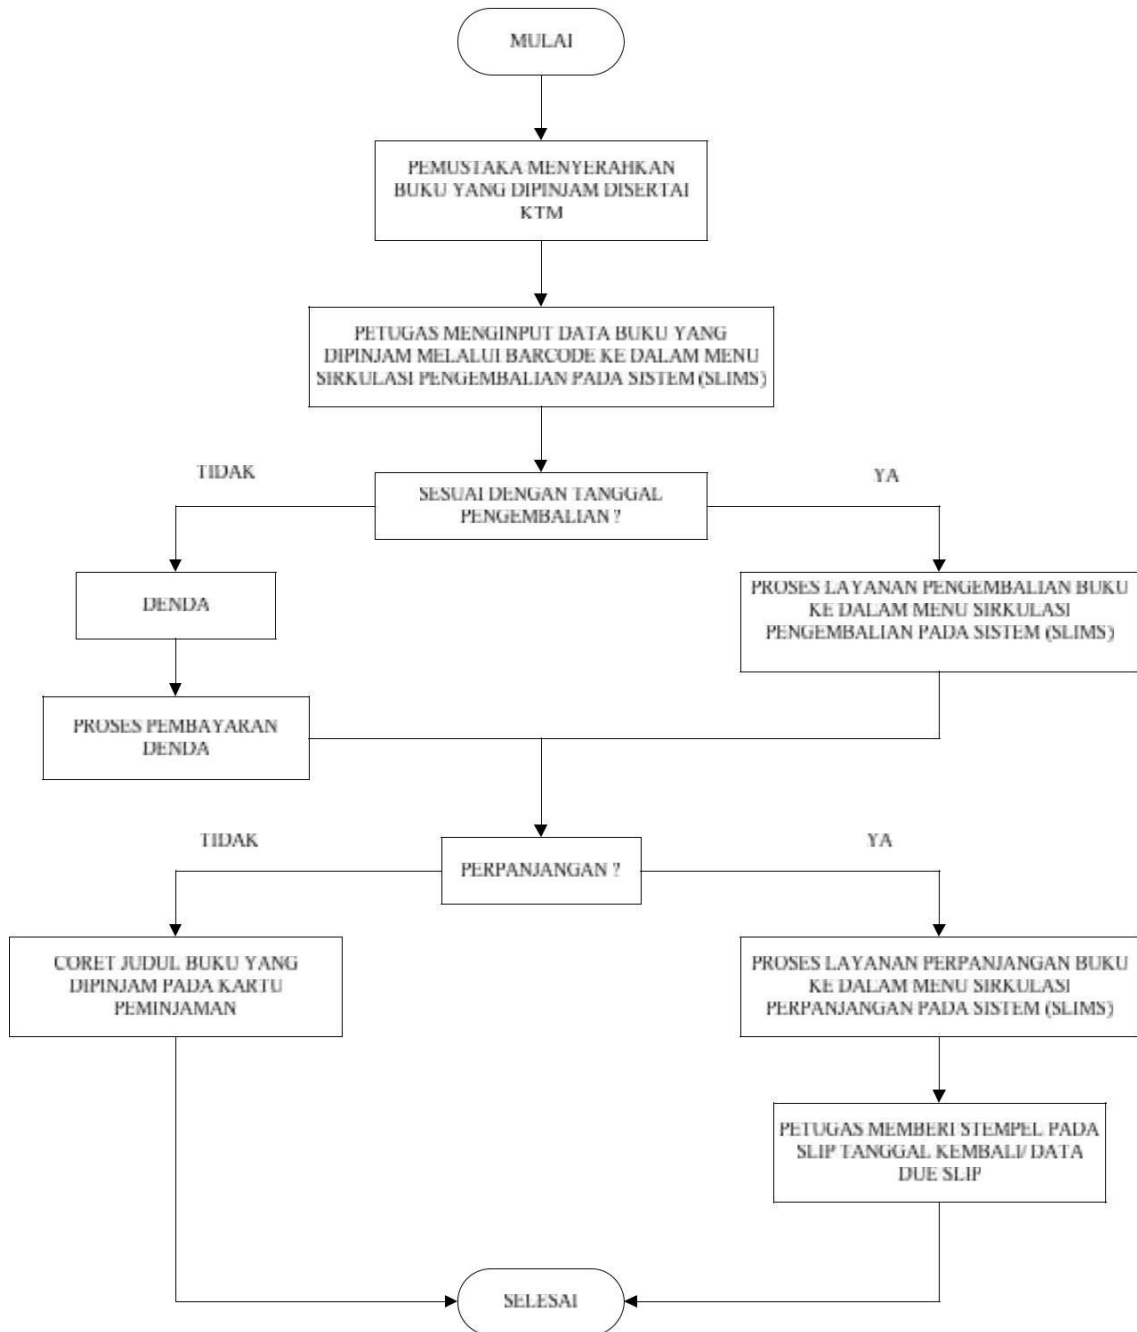 MULAI
PEMUSTAKA MENYERAHKAN
BUKU YANG DIPINJAM DISERTAI
KTM
PETUGAS MENGINPUT DATA BUKU YANG
DIPINJAM MELALUI BARCODE KE DALAM MENU
SIRKULASI PENGEMBALIAN PADA SISTEM (SLIMS)
TIDAK
SESUAI DENGAN TANGGAL
PENGEMBALIAN ?
YA
DENDA
PROSES LAYANAN PENGEMBALIAN BUKU
KE DALAM MENU SIRKULASI
PENGEMBALIAN PADA SISTEM (SLIMS)
PROSES PEMBAYARAN
DENDA
TIDAK
PERPANJANGAN ?
YA
CORET JUDUL BUKU YANG
DIPINJAM PADA KARTU
PEMINJAMAN
PROSES LAYANAN PERPANJANGAN BUKU
KE DALAM MENU SIRKULASI
PERPANJANGAN PADA SISTEM (SLIMS)
PETUGAS MEMBERI STEMPEL PADA
SLIP TANGGAL KEMBALI/ DATA
DUE SLIP
SELESAI